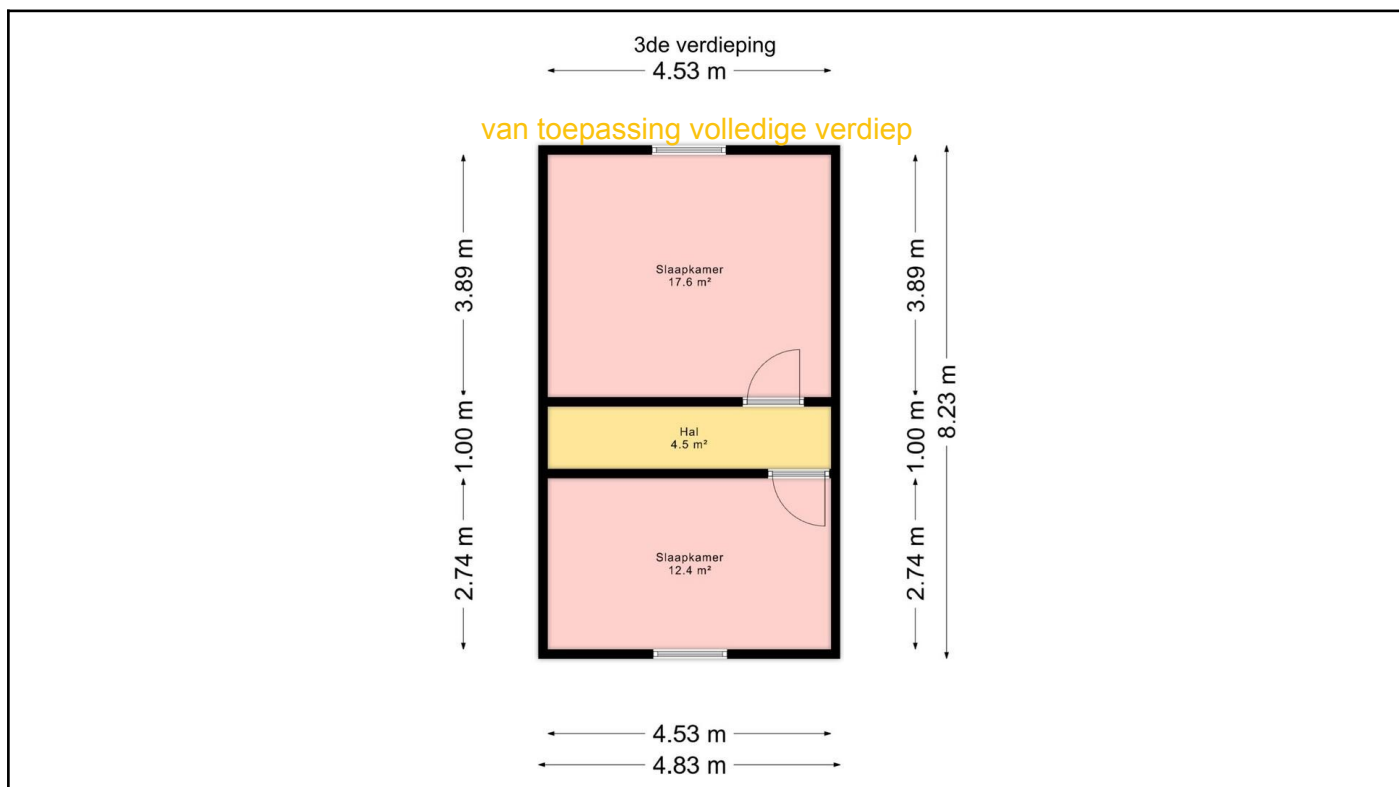 3de verdieping
4.53 m
van toepassing volledige verdiep
3.89 m
3.89 m
8.23 m
Slaapkamer
17.6 m²
1.00 m
1.00 m
Hal
4.5 m²
2.74 m
2.74 m
Slaapkamer
12.4 m²
4.53 m
4.83 m